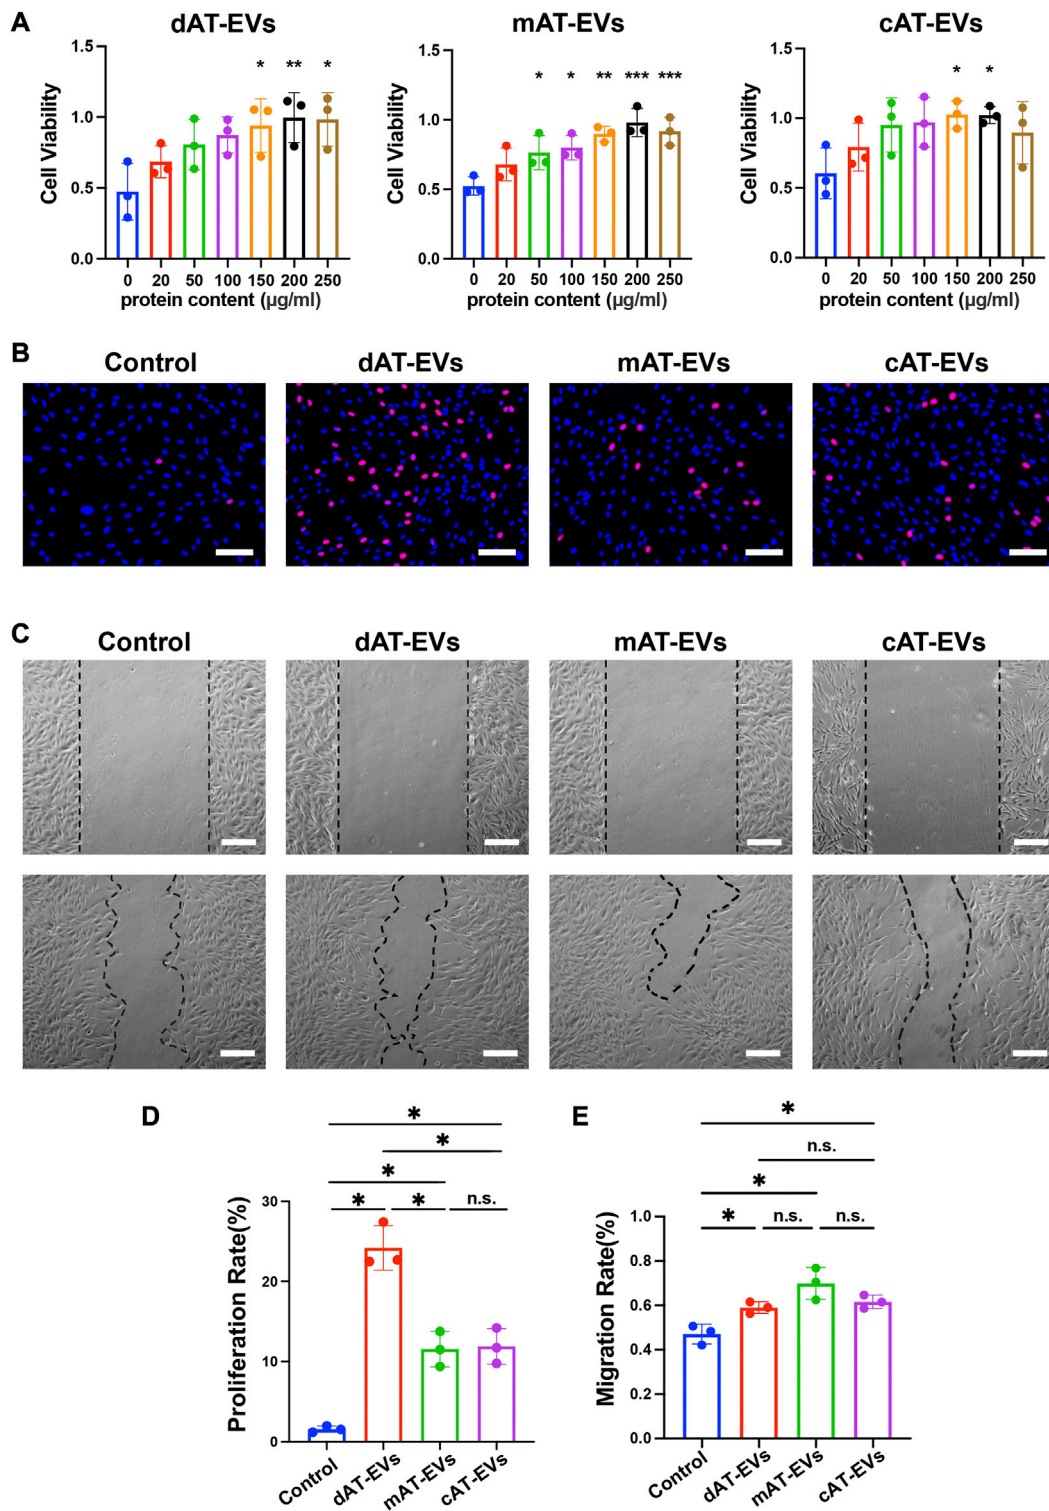 A
dAT-EVs
mAT-EVs
cAT-EVs
Cell Viability
1.5
1.0
0.5
0.0
* ** *
0 20 50 100 150 200 250
protein content (µg/ml)
Cell Viability
1.5
1.0
0.5
0.0
* * ** *** ***
0 20 50 100 150 200 250
protein content (µg/ml)
Cell Viability
1.5
1.0
0.5
0.0
* *
0 20 50 100 150 200 250
protein content (µg/ml)
B
Control
dAT-EVs
mAT-EVs
cAT-EVs
C
Control
dAT-EVs
mAT-EVs
cAT-EVs
D
*
*
*
* * n.s.
Proliferation Rate(%)
30
20
10
0
Control
dAT-EVs
mAT-EVs
cAT-EVs
E
*
n.s.
*
* n.s. n.s.
Migration Rate(%)
1.0
0.8
0.6
0.4
0.2
0.0
Control
dAT-EVs
mAT-EVs
cAT-EVs